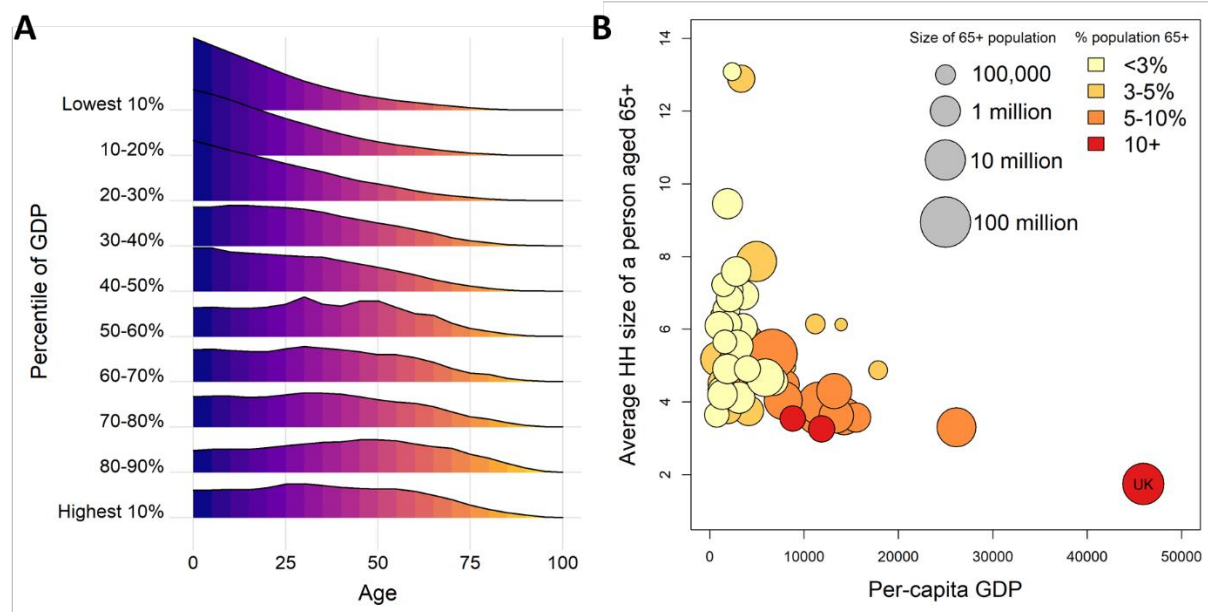 A
Percentile of GDP
Lowest 10%
10-20%
20-30%
30-40%
40-50%
50-60%
60-70%
70-80%
80-90%
Highest 10%
0 25 50 75 100
Age
B
Average HH size of a person aged 65+
14
12
10
8
6
4
2
Size of 65+ population
100,000
1 million
10 million
100 million
% population 65+
<3%
3-5%
5-10%
10+
UK
0 10000 20000 30000 40000 50000
Per-capita GDP